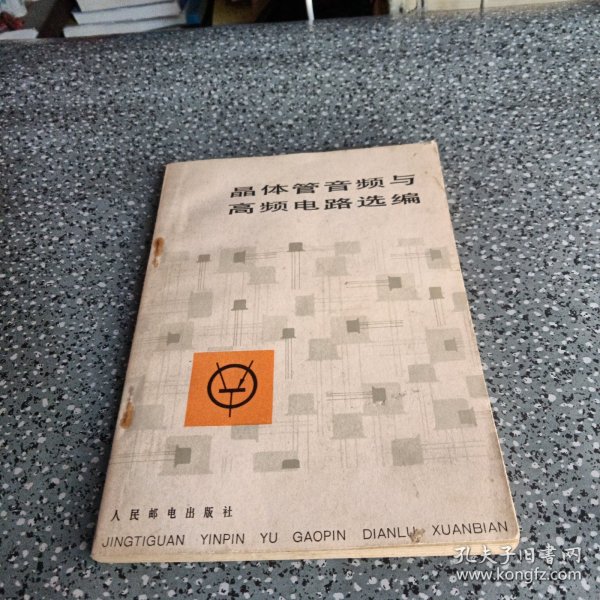 晶体管音频与
高频电路选编
人民邮电出版社
JINGTIGUAN YINPIN YU GAOPIN DIANLU XUANBIAN
孔夫子旧书网
www.kongfz.com